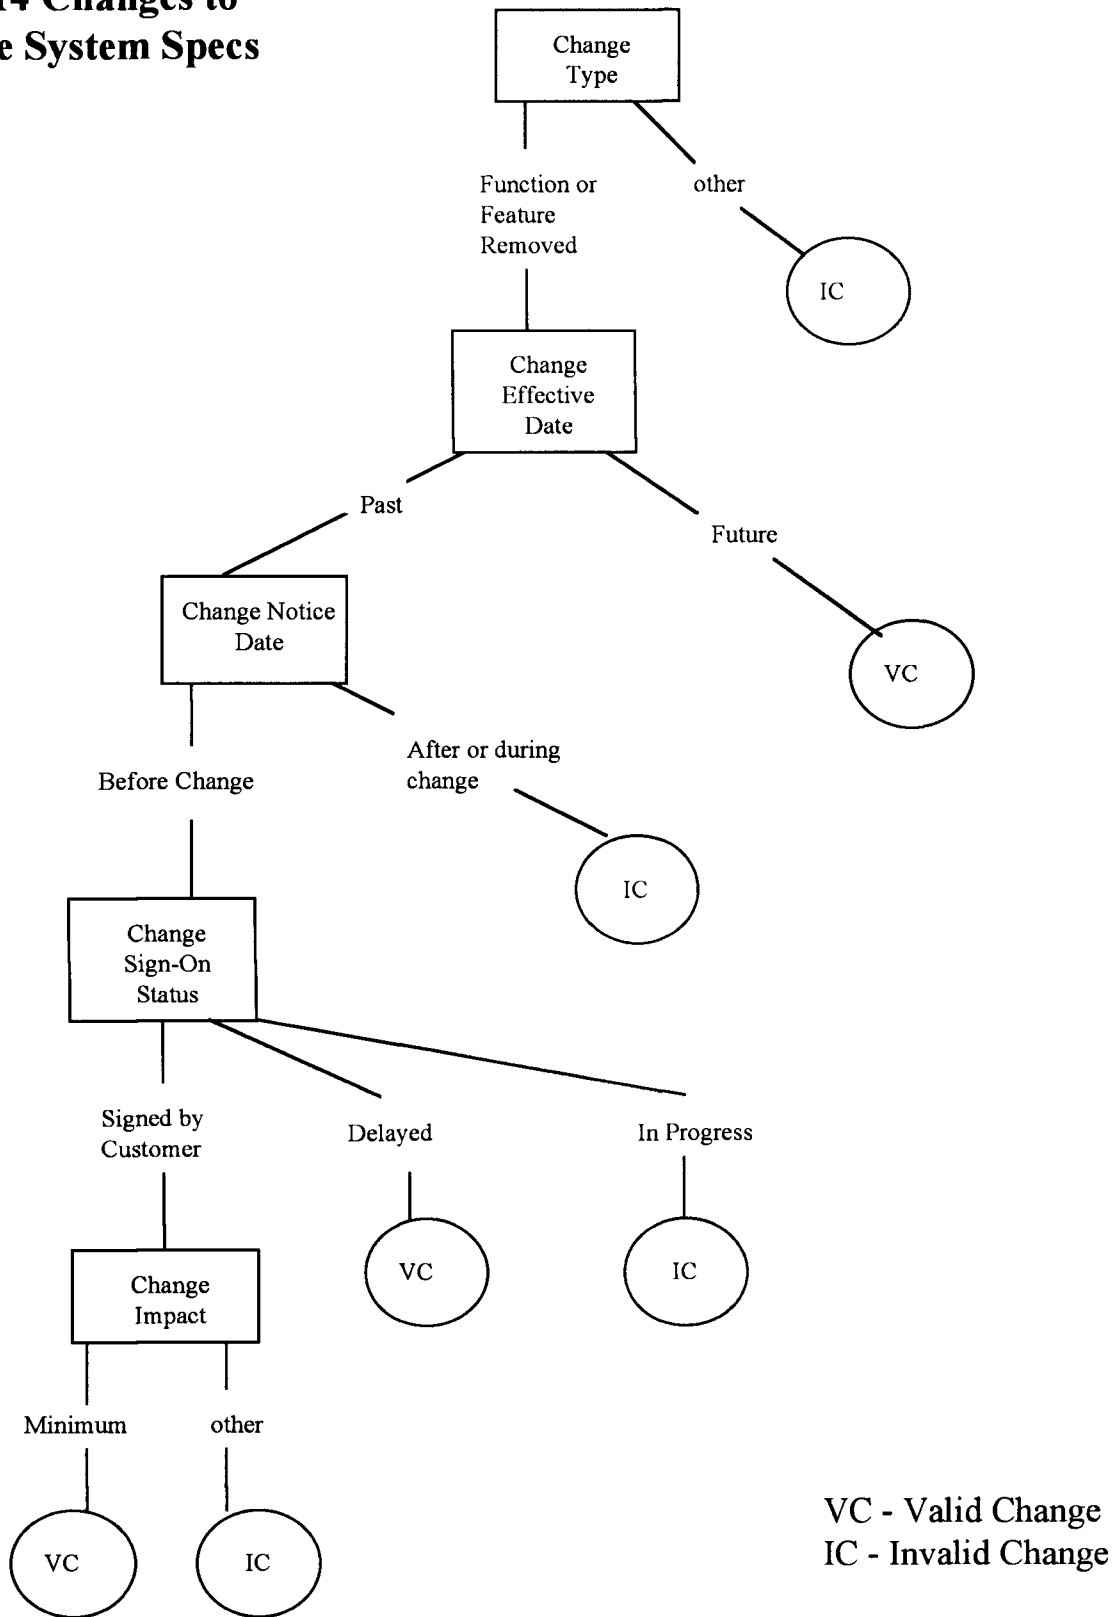 Changes to
System Specs
Change
Type
Function or
Feature
Removed
other
IC
Change
Effective
Date
Past
Future
Change Notice
Date
VC
After or during
change
Before Change
IC
Change
Sign-On
Status
Signed by
Customer
Delayed
In Progress
VC
IC
Change
Impact
Minimum
other
VC
IC
VC - Valid Change
IC - Invalid Change